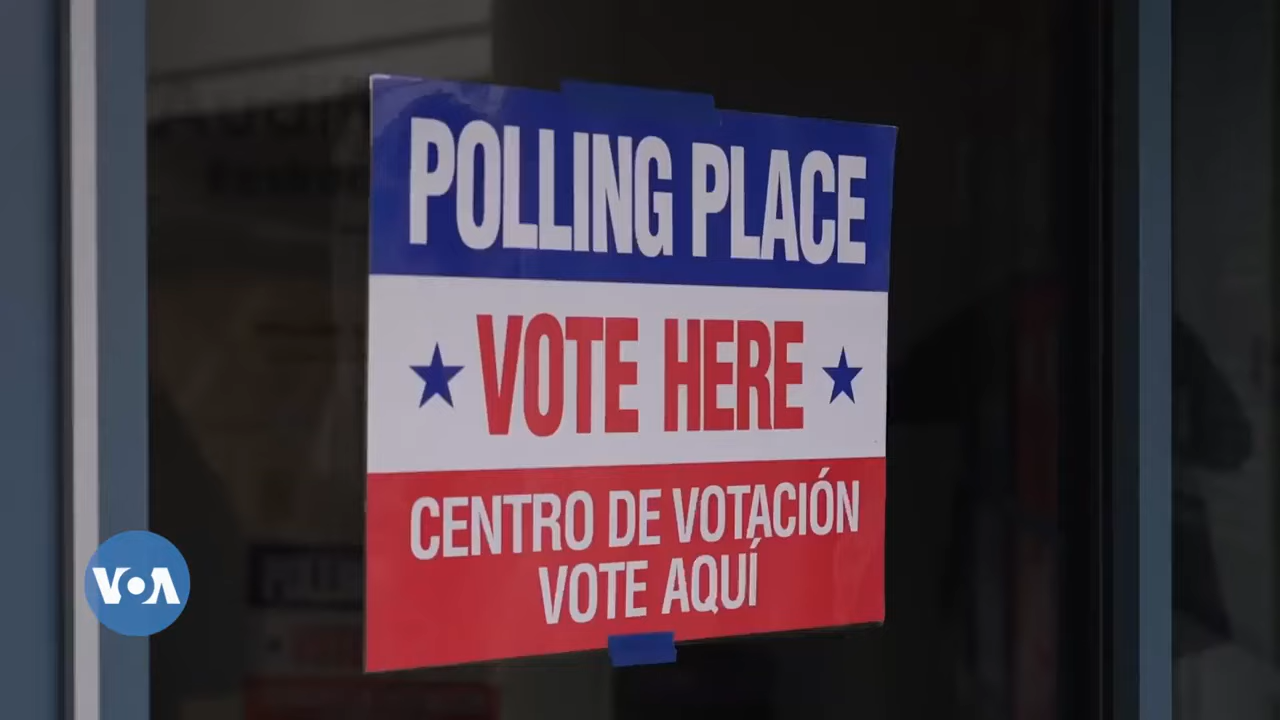 POLLING PLACE
VOTE HERE
CENTRO DE VOTACIÓN
VOTE AQUÍ
VOA